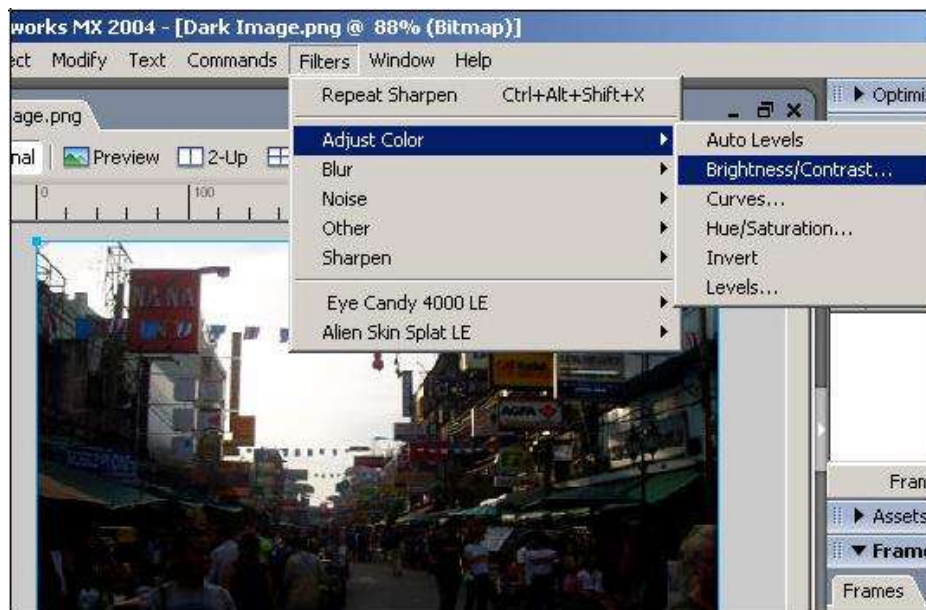 works MX 2004 - [Dark Image.png @ 88% (Bitmap)]
ect Modify Text Commands Filters Window Help
age.png
Repeat Sharpen Ctrl+Alt+Shift+X
Optimi
nal Preview 2-Up
Adjust Color
Blur
Noise
Other
Sharpen
Eye Candy 4000 LE
Alien Skin Splat LE
Auto Levels
Brightness/Contrast...
Curves...
Hue/Saturation...
Invert
Levels...
0 100
NANA
AGFA
Fran
Assets
Frame
Frames